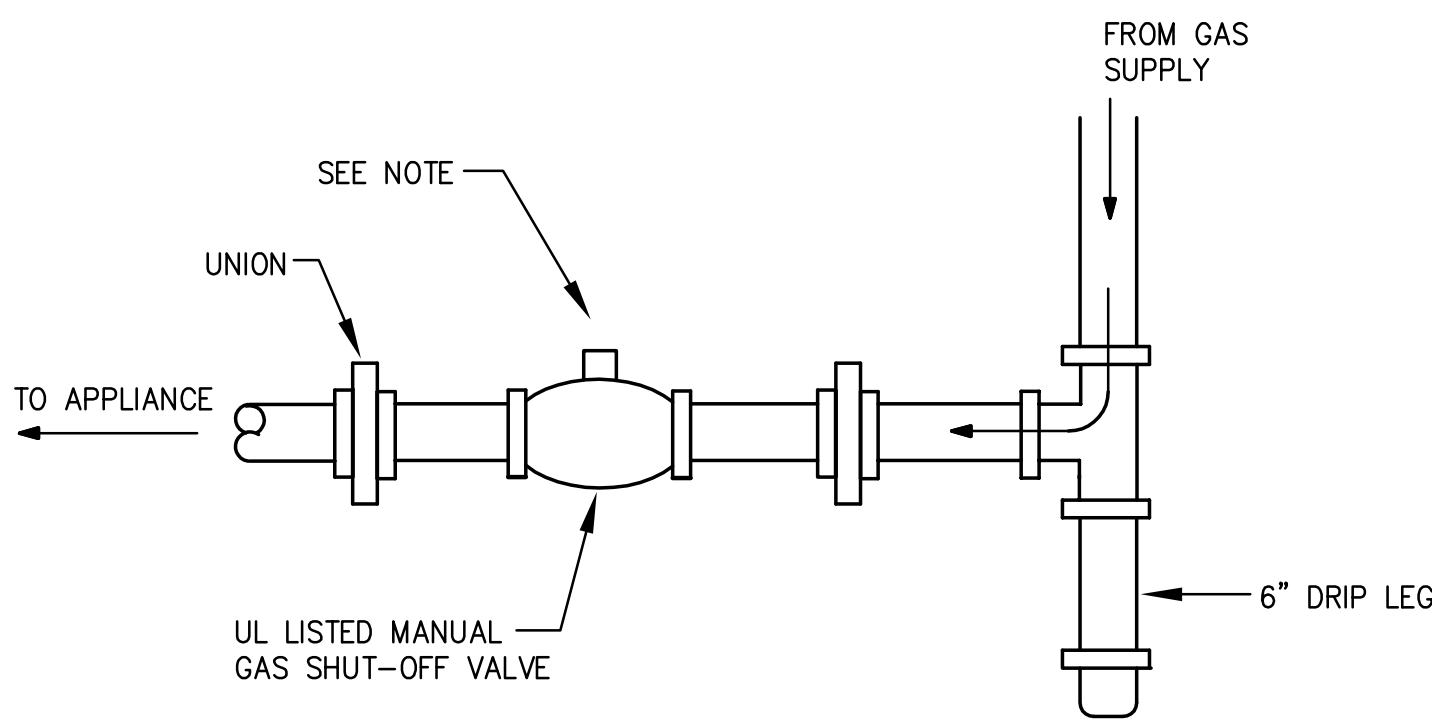 FROM GAS
SUPPLY
SEE NOTE
UNION
TO APPLIANCE
6" DRIP LEG
UL LISTED MANUAL
GAS SHUT-OFF VALVE